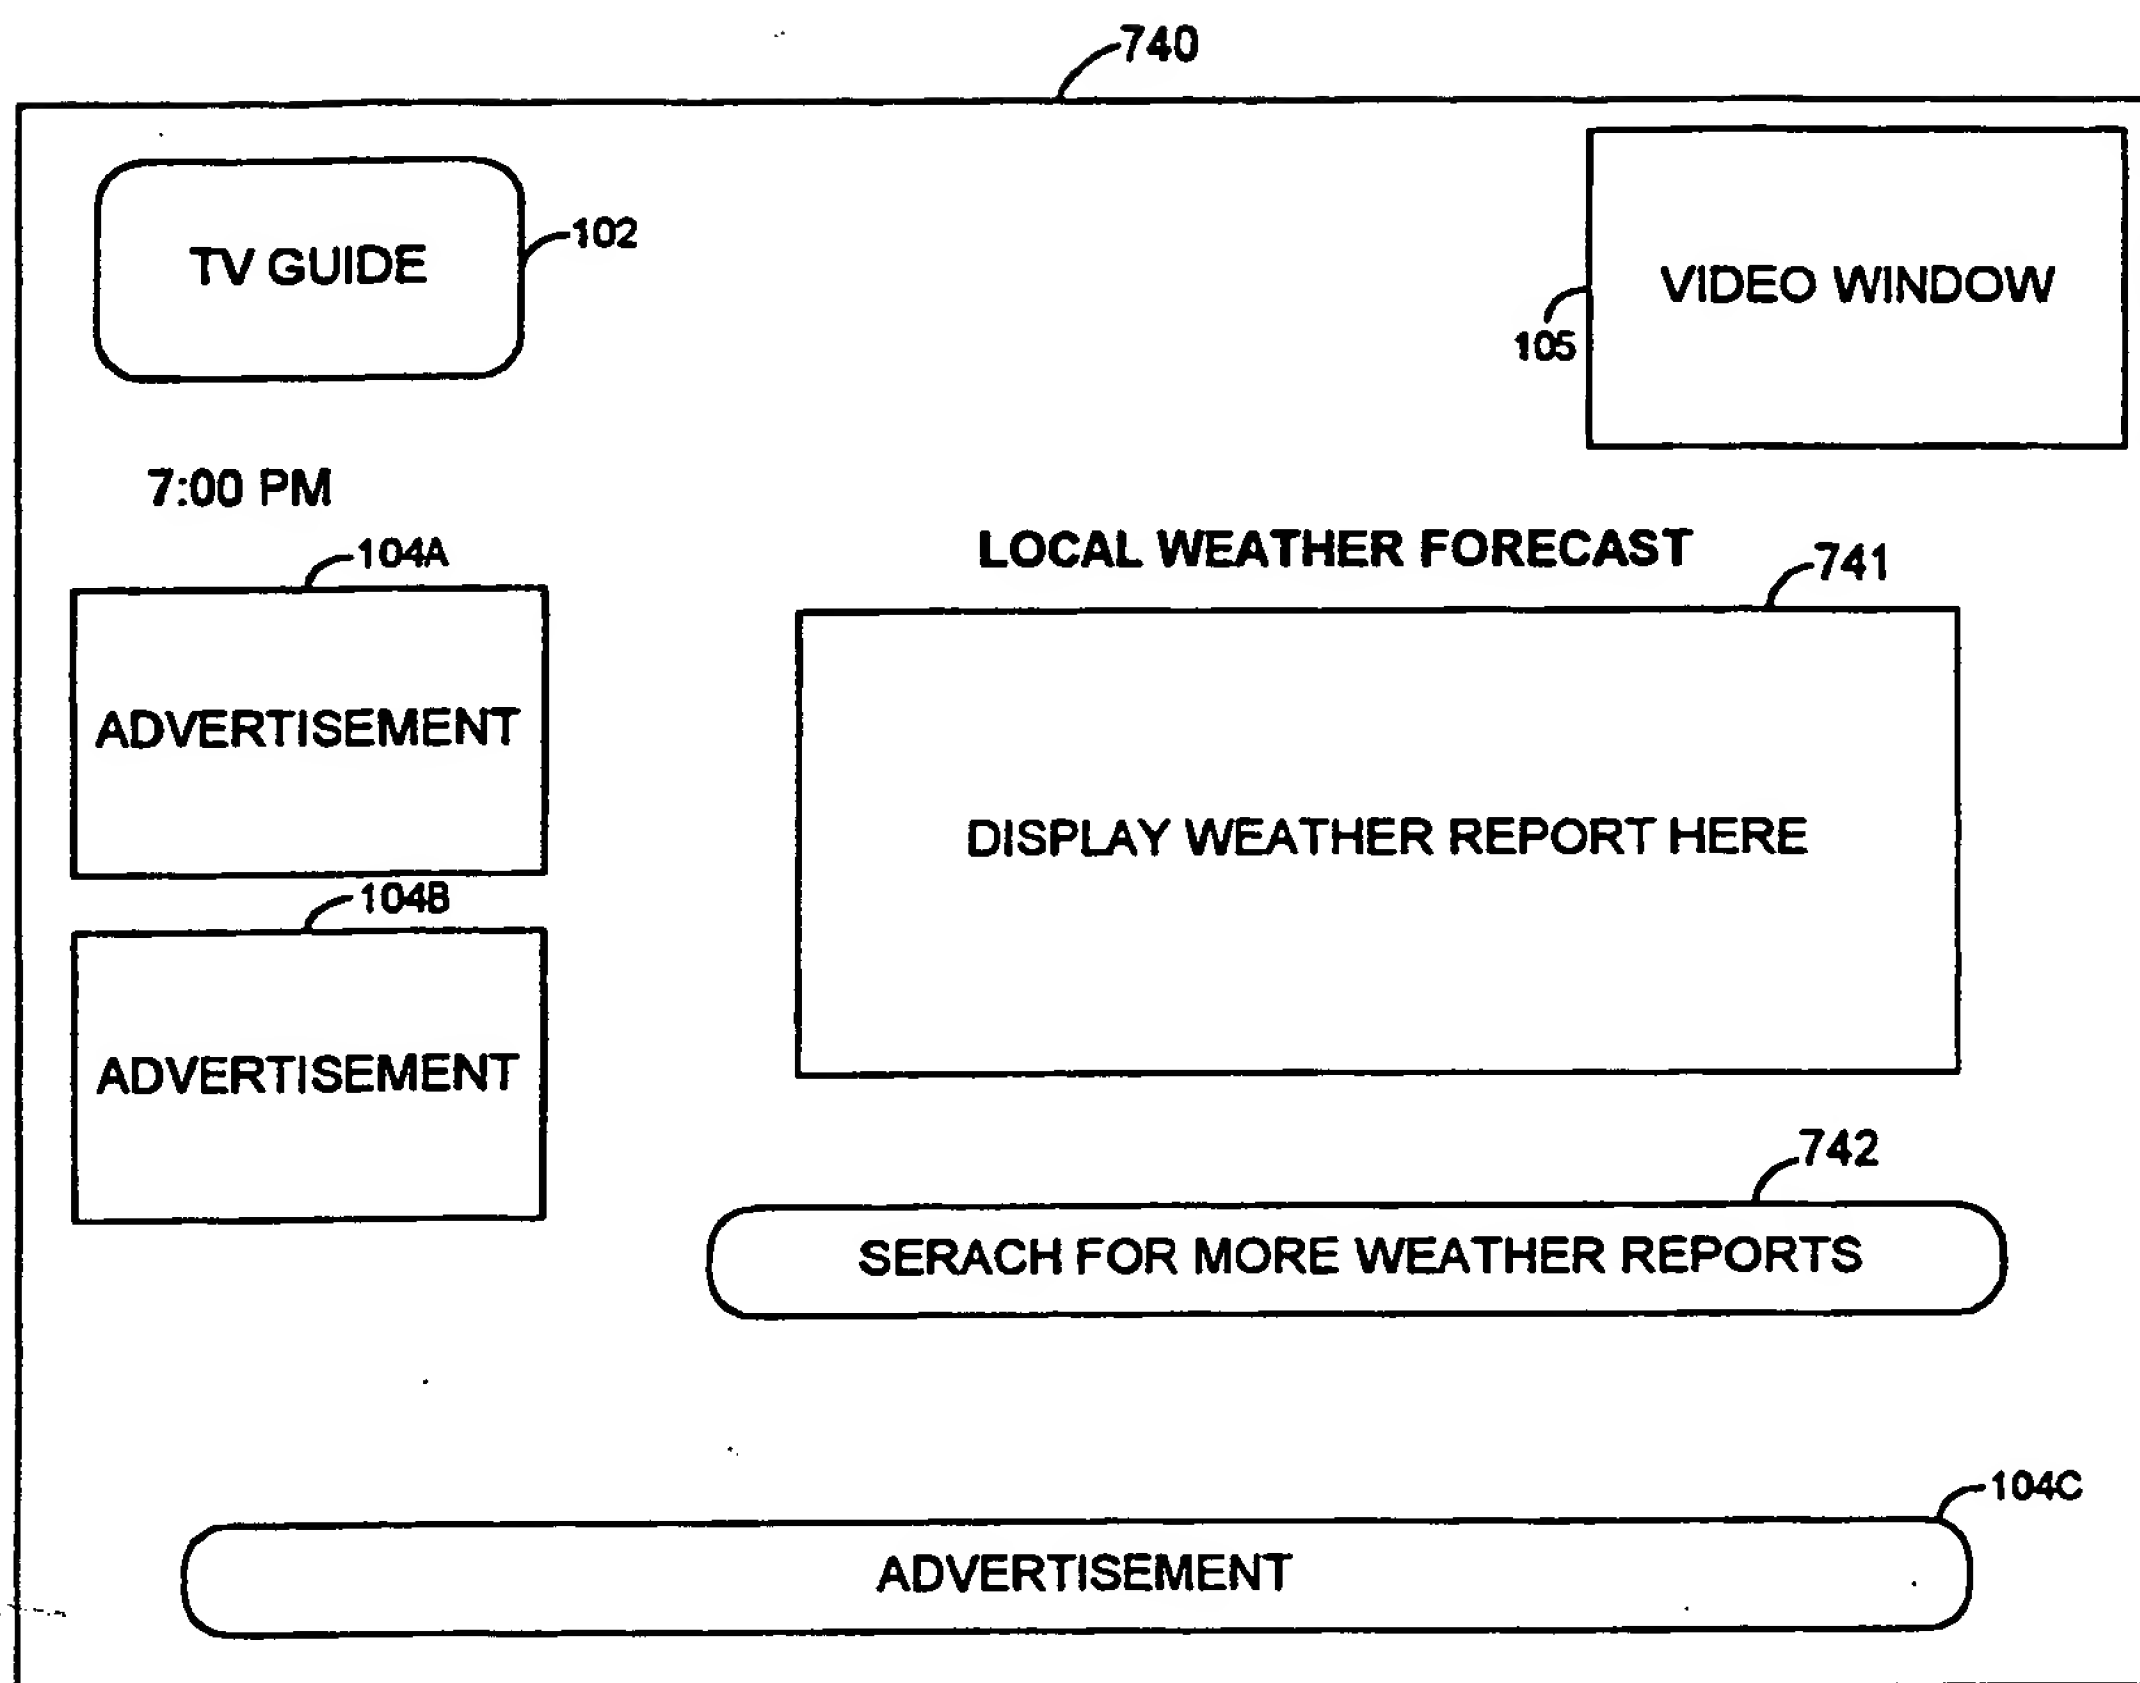 740
TV GUIDE
102
VIDEO WINDOW
105
7:00 PM
LOCAL WEATHER FORECAST
104A
741
ADVERTISEMENT
DISPLAY WEATHER REPORT HERE
104B
ADVERTISEMENT
742
SERACH FOR MORE WEATHER REPORTS
104C
ADVERTISEMENT